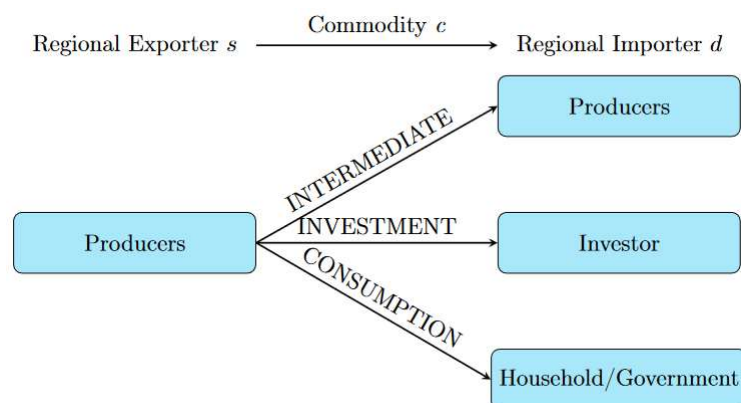 Regional Exporter s
Commodity c
Regional Importer d
Producers
INTERMEDIATE
Producers
INVESTMENT
Investor
CONSUMPTION
Household/Government